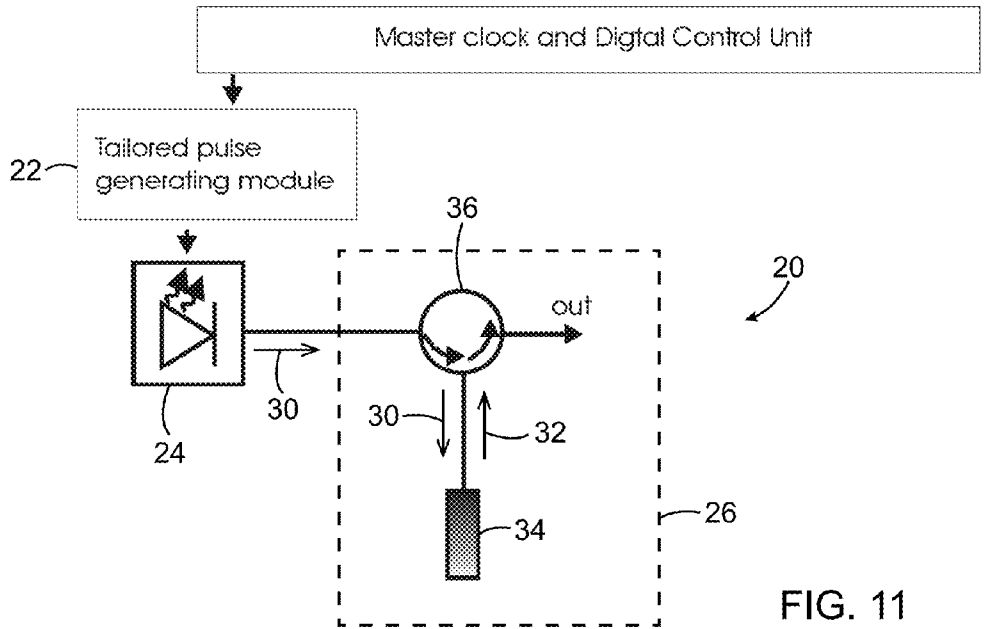 Master clock and Digtal Control Unit
Tailored pulse
generating module
22
36
20
out
30
24
30
32
34
26
FIG. 11